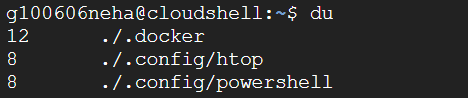 g100606neha@cloudshell:~$ du
12      ./.docker
8       ./.config/htop
8       ./.config/powershell